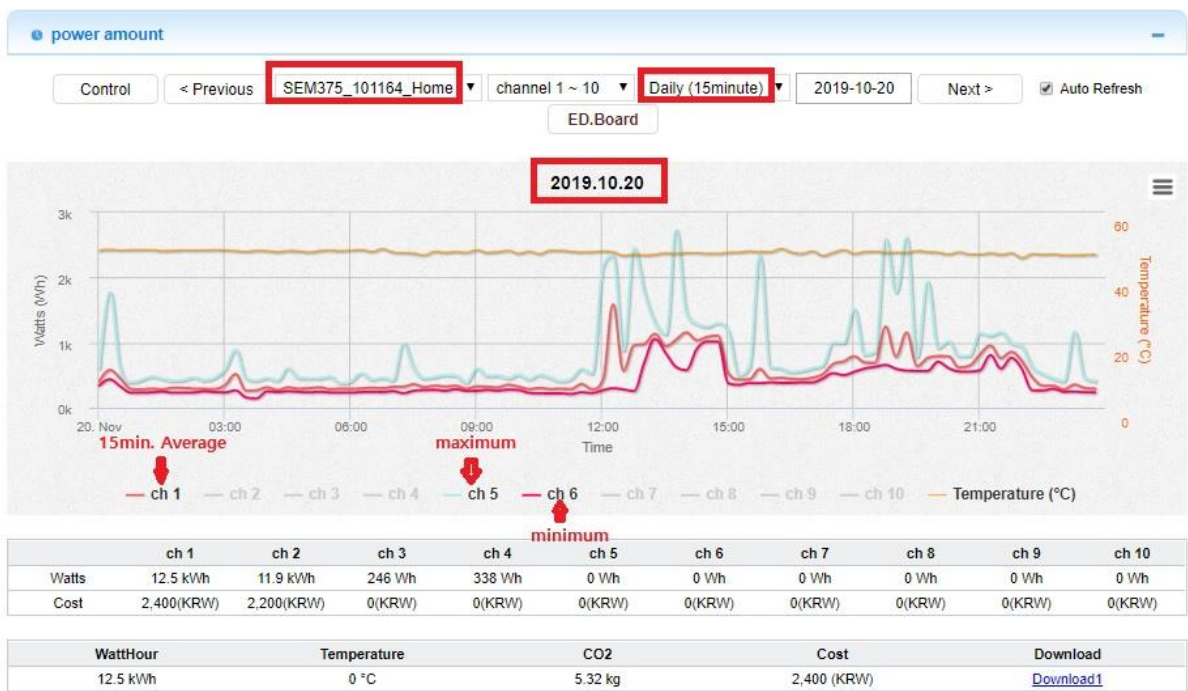 power amount
Control < Previous SEM375_101164_Home channel 1 ~ 10 Daily (15minute) 2019-10-20 Next > Auto Refresh
ED.Board
2019.10.20
3k
2k
1k
0k
Watts (Wh)
60
40
20
0
Temperature (°C)
20. Nov 03:00 06:00 09:00 12:00 15:00 18:00 21:00
Time
15min. Average maximum
ch 1 ch 2 ch 3 ch 4 ch 5 ch 6 ch 7 ch 8 ch 9 ch 10 Temperature (°C)
minimum
ch 1 ch 2 ch 3 ch 4 ch 5 ch 6 ch 7 ch 8 ch 9 ch 10
Watts 12.5 kWh 11.9 kWh 246 Wh 338 Wh 0 Wh 0 Wh 0 Wh 0 Wh 0 Wh 0 Wh
Cost 2,400(KRW) 2,200(KRW) 0(KRW) 0(KRW) 0(KRW) 0(KRW) 0(KRW) 0(KRW) 0(KRW) 0(KRW)
WattHour Temperature CO2 Cost Download
12.5 kWh 0 °C 5.32 kg 2,400 (KRW) Download1